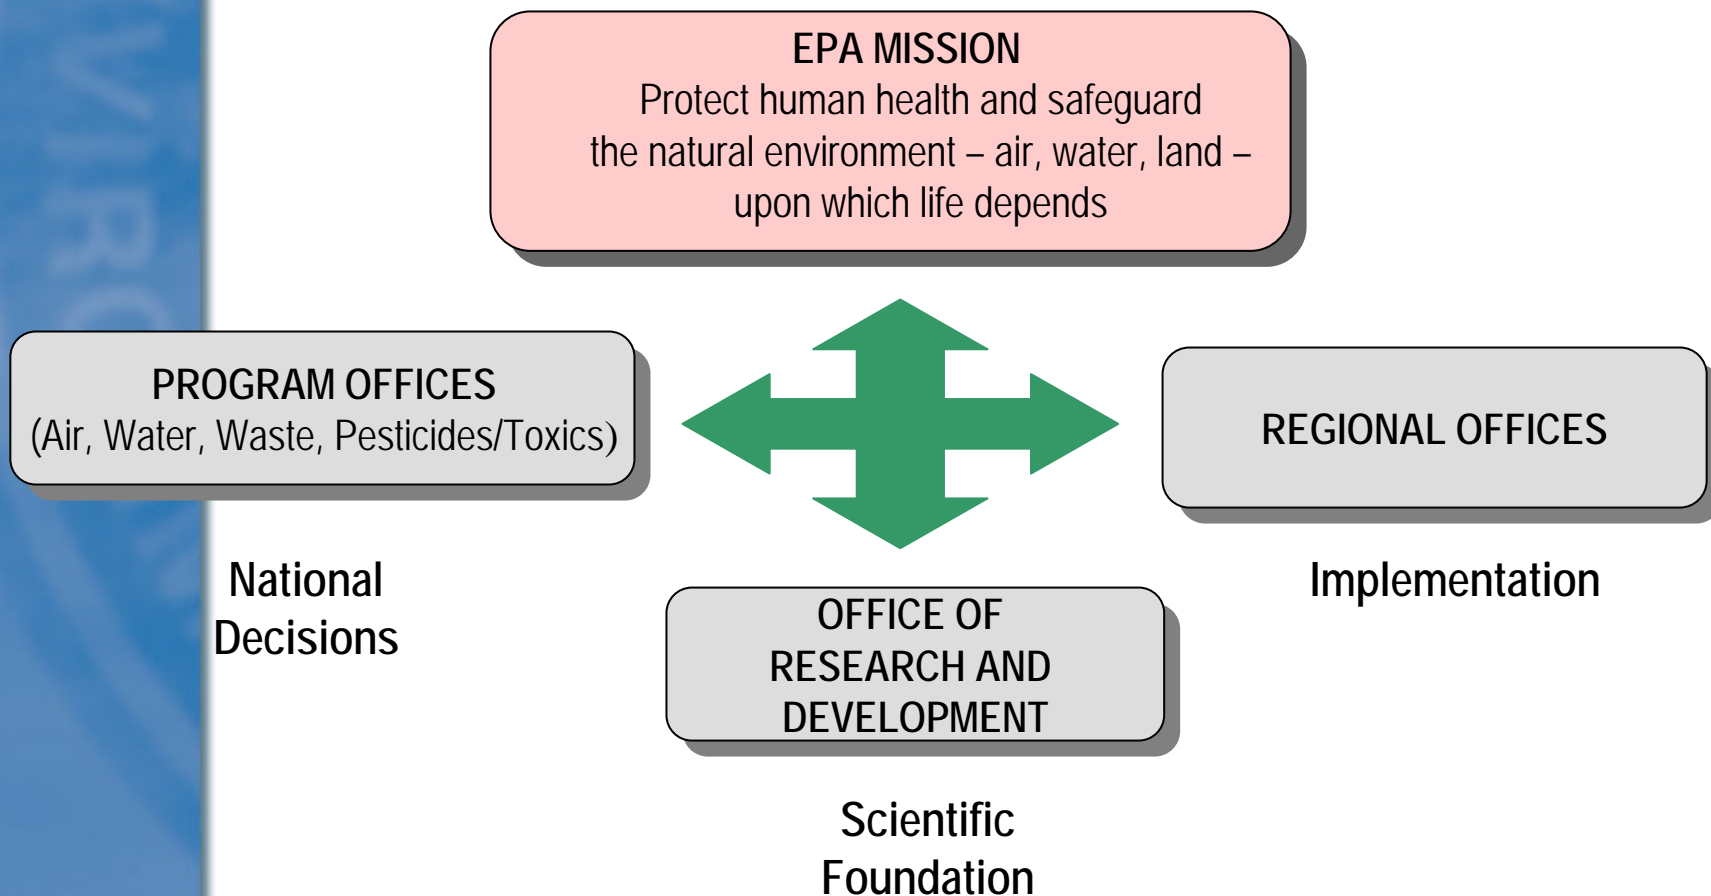 EPA MISSION
Protect human health and safeguard
the natural environment – air, water, land –
upon which life depends
PROGRAM OFFICES
(Air, Water, Waste, Pesticides/Toxics)
REGIONAL OFFICES
National
Decisions
Implementation
OFFICE OF
RESEARCH AND
DEVELOPMENT
Scientific
Foundation